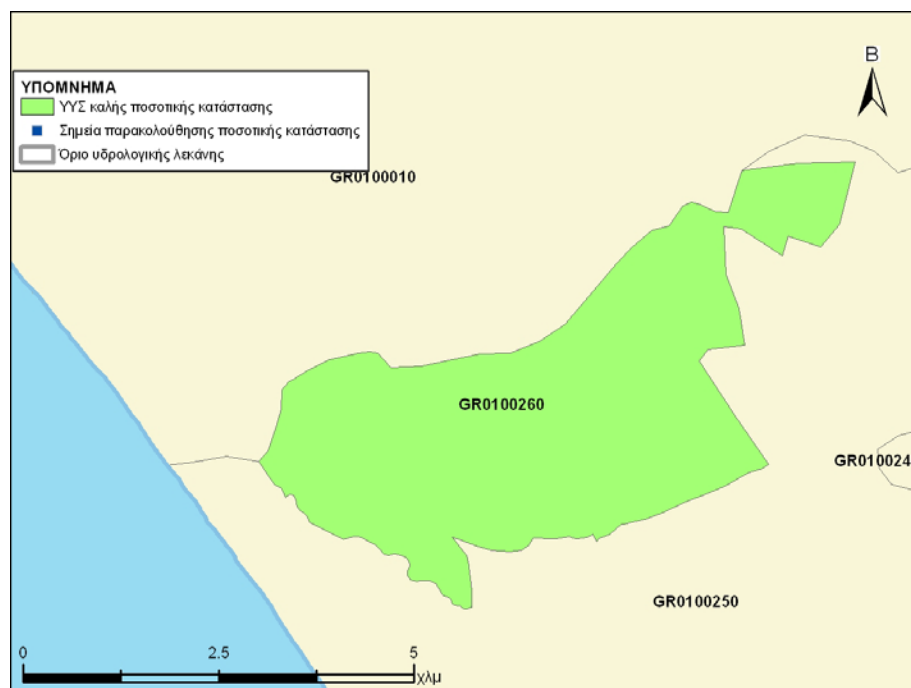 Β
ΥΠΟΜΝΗΜΑ
ΥΥΣ καλής ποσοτικής κατάστασης
Σημεία παρακολούθησης ποσοτικής κατάστασης
Όριο υδρολογικής λεκάνης
GR0100010
GR0100260
GR010024
GR0100250
0 2.5 5
χλμ